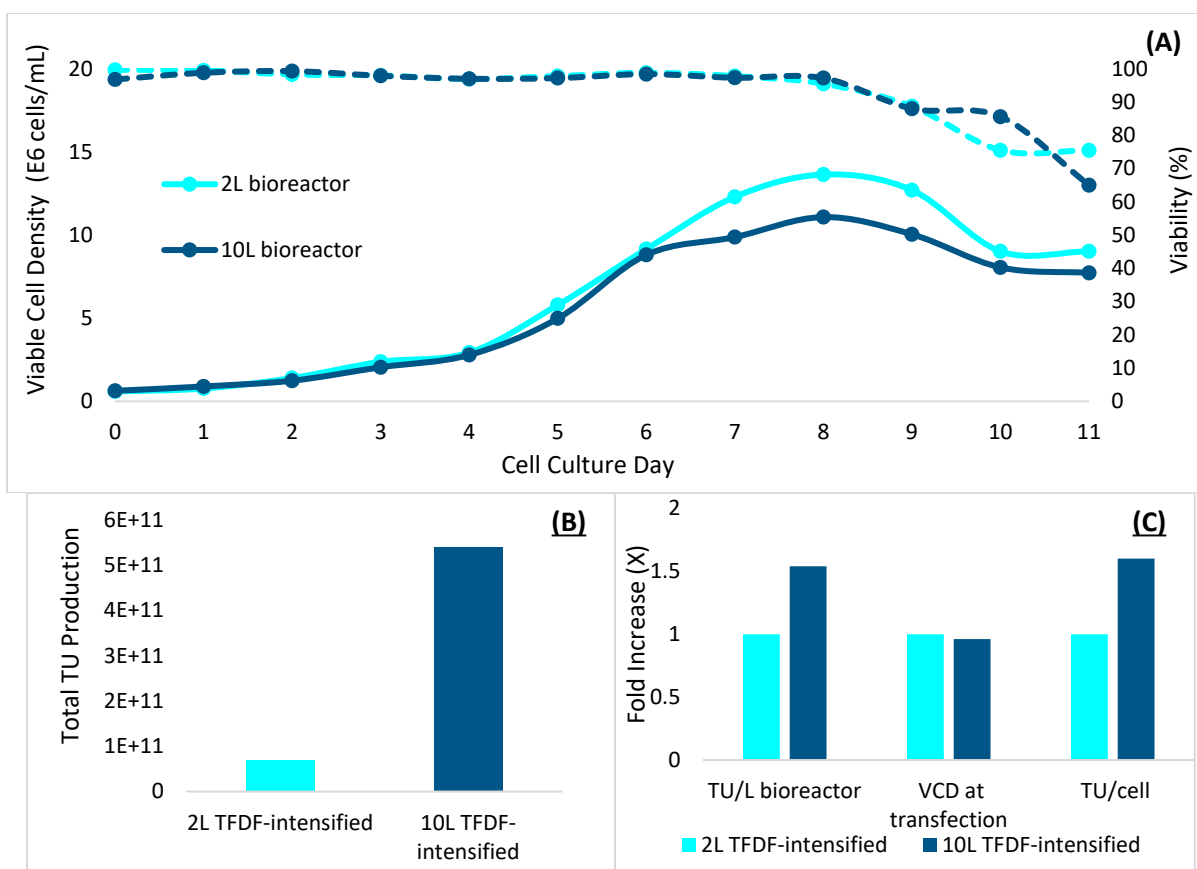 (A)
Viable Cell Density (E6 cells/mL)
20
15
10
5
0
2L bioreactor
10L bioreactor
100
90
80
70
60
50
40
30
20
10
0
Viability (%)
0 1 2 3 4 5 6 7 8 9 10 11
Cell Culture Day
(B)
Total TU Production
6E+11
5E+11
4E+11
3E+11
2E+11
1E+11
0
2L TFDF-intensified
10L TFDF-
intensified
(C)
Fold Increase (X)
2
1.5
1
0.5
0
TU/L bioreactor
VCD at
transfection
TU/cell
2L TFDF-intensified
10L TFDF-intensified